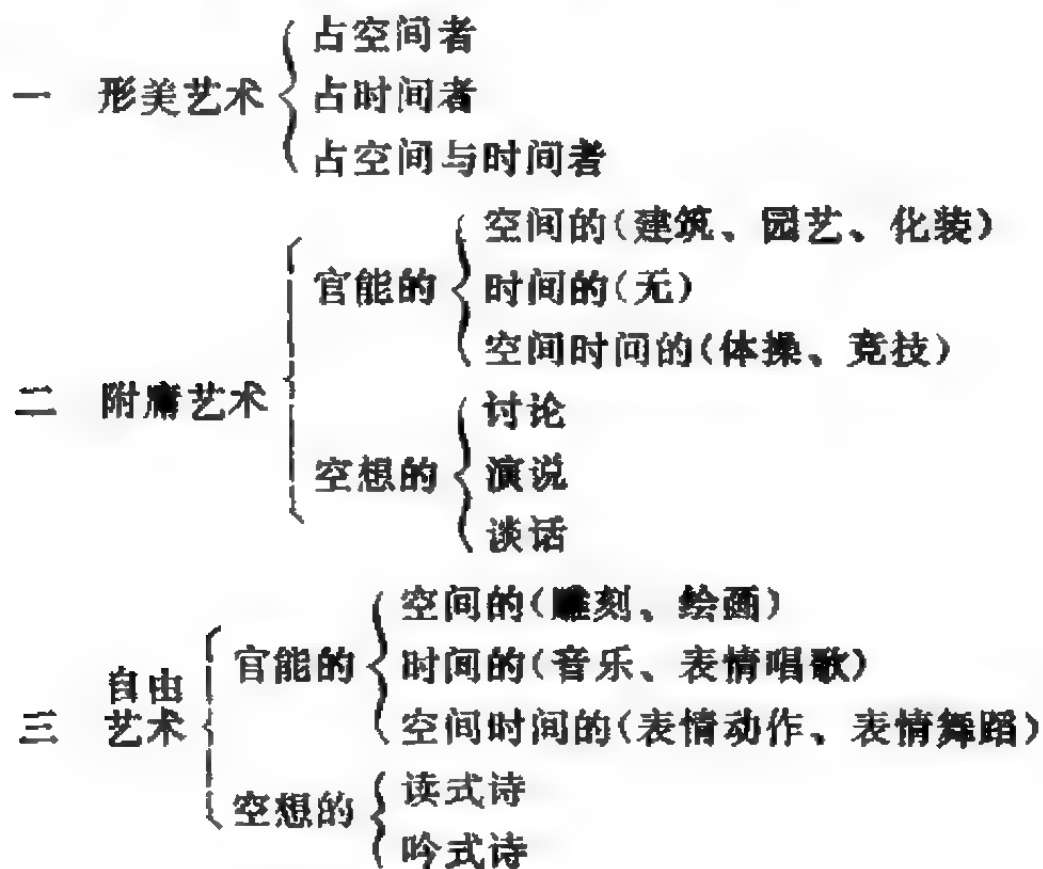 占空间者
一 形美艺术 占时间者
占空间与时间者
空间的(建筑、园艺、化装)
官能的 时间的(无)
空间时间的(体操、竞技)
二 附庸艺术
讨论
空想的 演说
谈话
空间的(雕刻、绘画)
官能的 时间的(音乐、表情唱歌)
三 自由艺术 空间时间的(表情动作、表情舞蹈)
空想的 读式诗
吟式诗